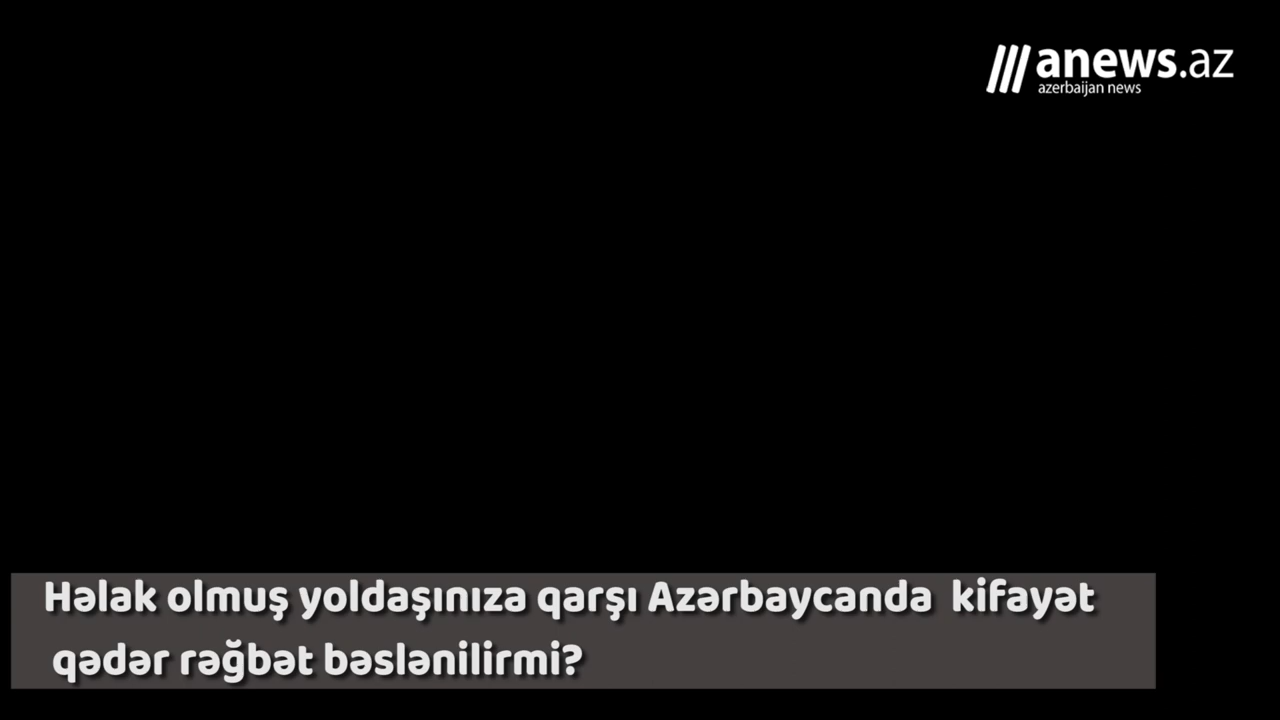 anews.az
azerbaijan news
Həlak olmuş yoldaşınıza qarşı Azərbaycanda kifayət
qədər rəğbət bəslənilirmi?